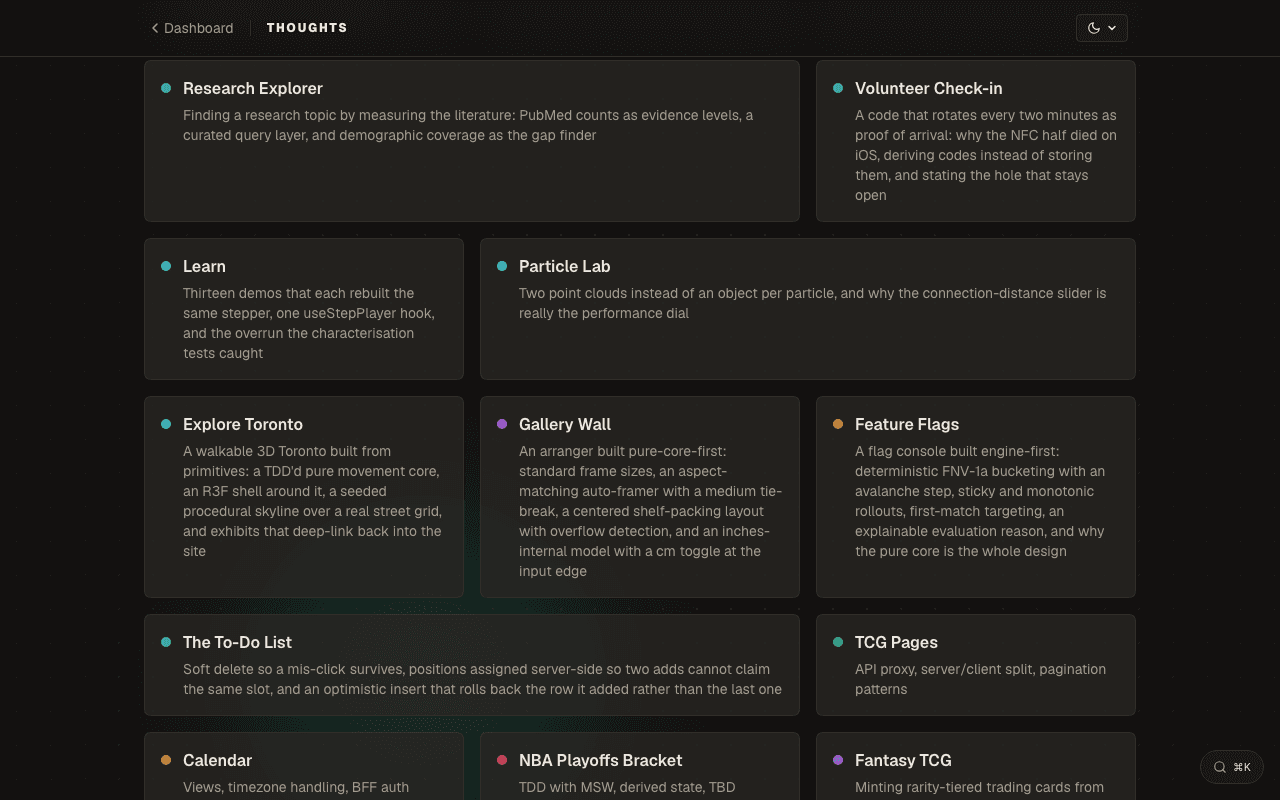 Dashboard
THOUGHTS
Research Explorer
Finding a research topic by measuring the literature: PubMed counts as evidence levels, a
curated query layer, and demographic coverage as the gap finder
Volunteer Check-in
A code that rotates every two minutes as
proof of arrival: why the NFC half died on
iOS, deriving codes instead of storing
them, and stating the hole that stays
open
Learn
Thirteen demos that each rebuilt the
same stepper, one useStepPlayer hook,
and the overrun the characterisation
tests caught
Particle Lab
Two point clouds instead of an object per particle, and why the connection-distance slider is
really the performance dial
Explore Toronto
A walkable 3D Toronto built from
primitives: a TDD'd pure movement core,
an R3F shell around it, a seeded
procedural skyline over a real street grid,
and exhibits that deep-link back into the
site
Gallery Wall
An arranger built pure-core-first:
standard frame sizes, an aspect-
matching auto-framer with a medium tie-
break, a centered shelf-packing layout
with overflow detection, and an inches-
internal model with a cm toggle at the
input edge
Feature Flags
A flag console built engine-first:
deterministic FNV-1a bucketing with an
avalanche step, sticky and monotonic
rollouts, first-match targeting, an
explainable evaluation reason, and why
the pure core is the whole design
The To-Do List
Soft delete so a mis-click survives, positions assigned server-side so two adds cannot claim
the same slot, and an optimistic insert that rolls back the row it added rather than the last one
TCG Pages
API proxy, server/client split, pagination
patterns
Calendar
Views, timezone handling, BFF auth
NBA Playoffs Bracket
TDD with MSW, derived state, TBD
Fantasy TCG
Minting rarity-tiered trading cards from
⌘K